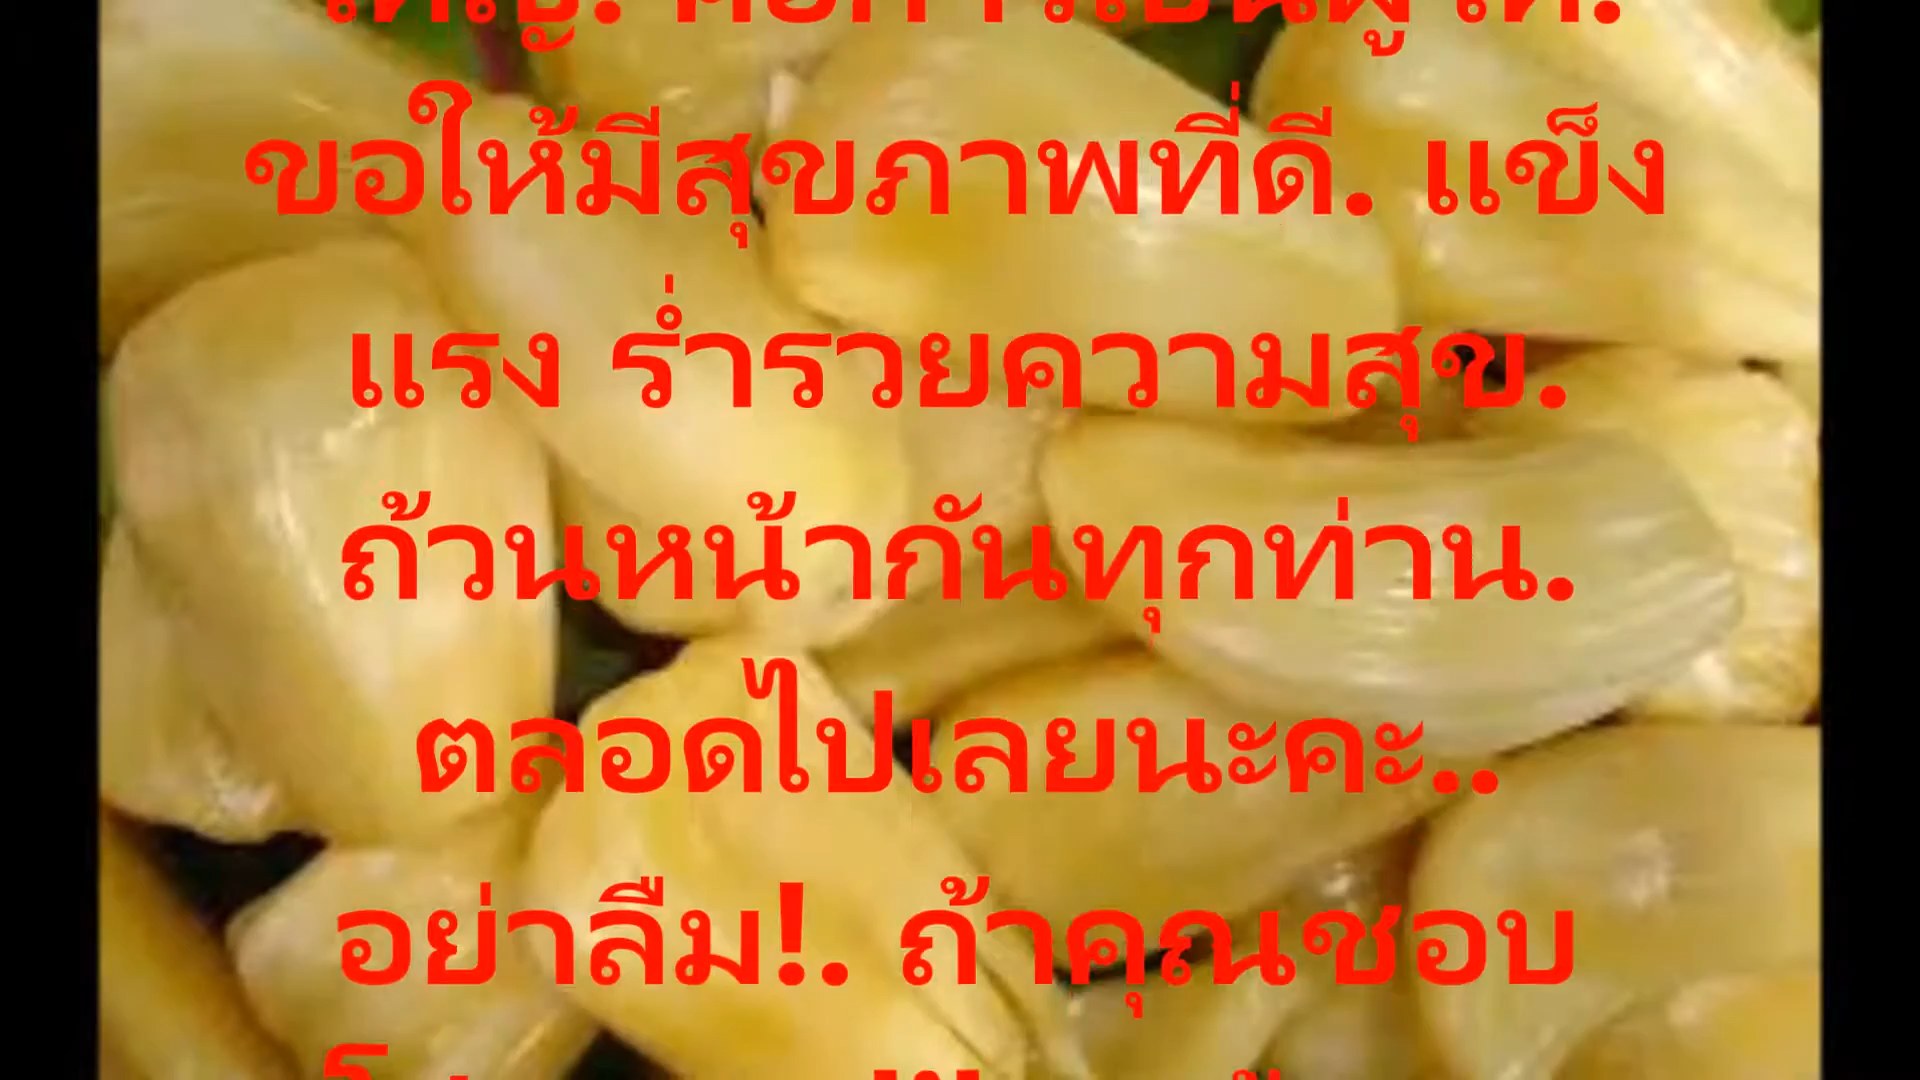 ขอให้มีสุขภาพที่ดี. แข็ง
แรง ร่ำรวยความสุข.
ถ้วนหน้ากันทุกท่าน.
ตลอดไปเลยนะคะ..
อย่าลืม!. ถ้าคุณชอบ